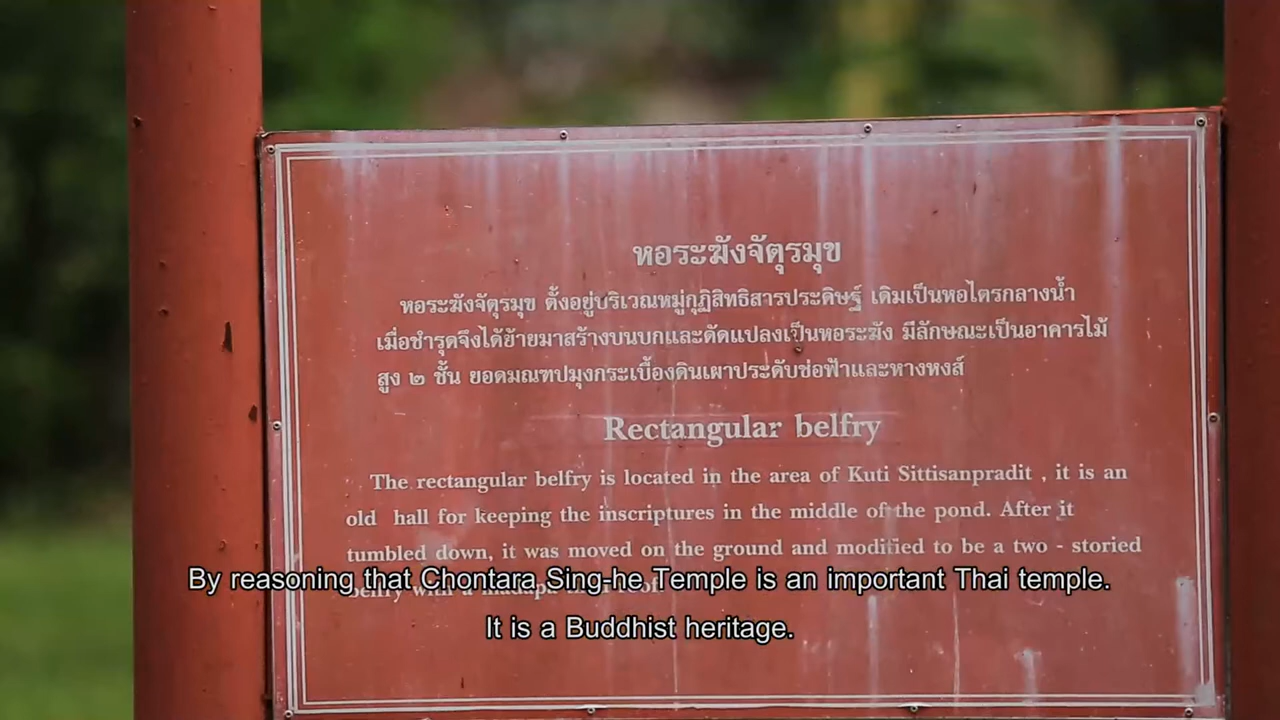 หอระฆังจัตุรมุข
หอระฆังจัตุรมุข ตั้งอยู่บริเวณหมู่กุฏิสิทธิสารประดิษฐ์ เดิมเป็นหอไตรกลางน้ำ
เมื่อชำรุดจึงได้ย้ายมาสร้างบนบกและดัดแปลงเป็นหอระฆัง มีลักษณะเป็นอาคารไม้
สูง ๒ ชั้น ยอดมณฑปมุงกระเบื้องดินเผาประดับช่อฟ้าและหางหงส์
Rectangular belfry
The rectangular belfry is located in the area of Kuti Sittisanpradit , it is an
old hall for keeping the inscriptures in the middle of the pond. After it
tumbled down, it was moved on the ground and modified to be a two - storied
belfry with a
By reasoning that Chontara Sing-he Temple is an important Thai temple.
It is a Buddhist heritage.